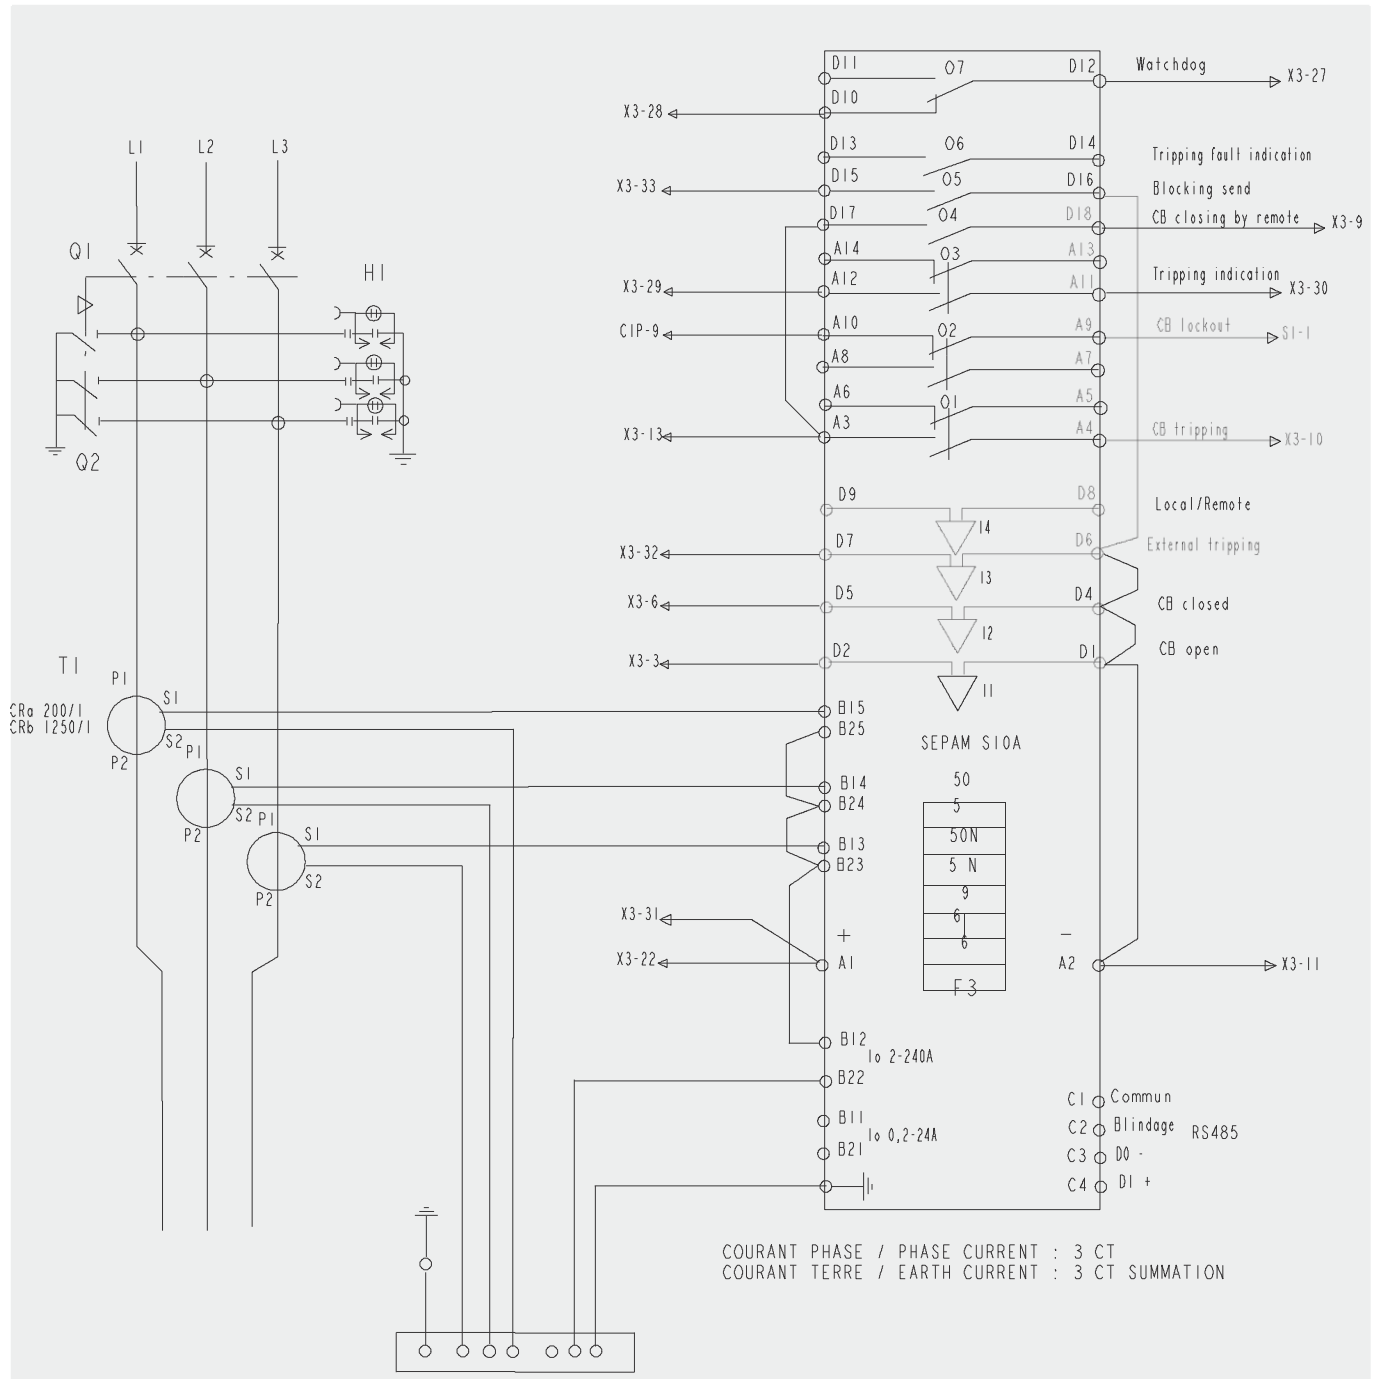 L1
L2
L3
Q1
H1
Q2
T1
CRa 200/1
CRb 1250/1
P1
S1
S2
P2
P1
S1
S2
P2
P1
S1
S2
P2
D11
O7
D12
Watchdog
X3-27
X3-28
D10
D13
O6
D14
Tripping fault indication
X3-33
D15
O5
D16
Blocking send
D17
O4
D18
CB closing by remote
X3-9
A14
O3
A13
X3-29
A12
A11
Tripping indication
X3-30
C1P-9
A10
O2
A9
CB lockout
S1-1
A8
A7
A6
O1
A5
X3-13
A3
A4
CB tripping
X3-10
D9
D8
Local/Remote
I4
X3-32
D7
D6
External tripping
I3
X3-6
D5
D4
CB closed
I2
X3-3
D2
D1
CB open
I1
B15
B25
SEPAM S10A
B14
B24
B13
B23
50
5
50N
5 N
9
6
6
F3
X3-31
X3-22
+
A1
-
A2
X3-11
B12
Io 2-240A
B22
B11
Io 0,2-24A
B21
C1 Commun
C2 Blindage
RS485
C3 D0 -
C4 D1 +
COURANT PHASE / PHASE CURRENT : 3 CT
COURANT TERRE / EARTH CURRENT : 3 CT SUMMATION